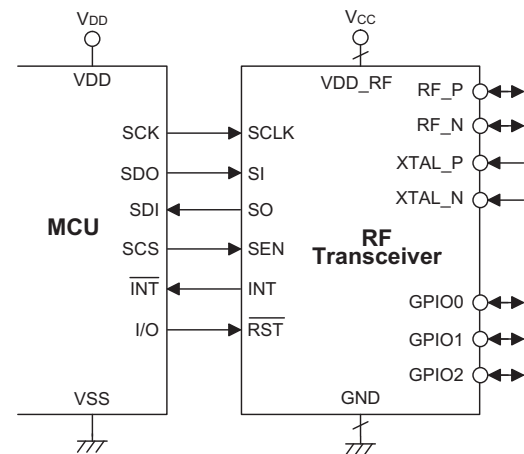 VDD
VCC
VDD
VDD_RF
RF_P
RF_N
SCK
SCLK
XTAL_P
SDO
SI
XTAL_N
SDI
SO
MCU
RF
Transceiver
SCS
SEN
INT
INT
GPIO0
I/O
RST
GPIO1
GPIO2
VSS
GND